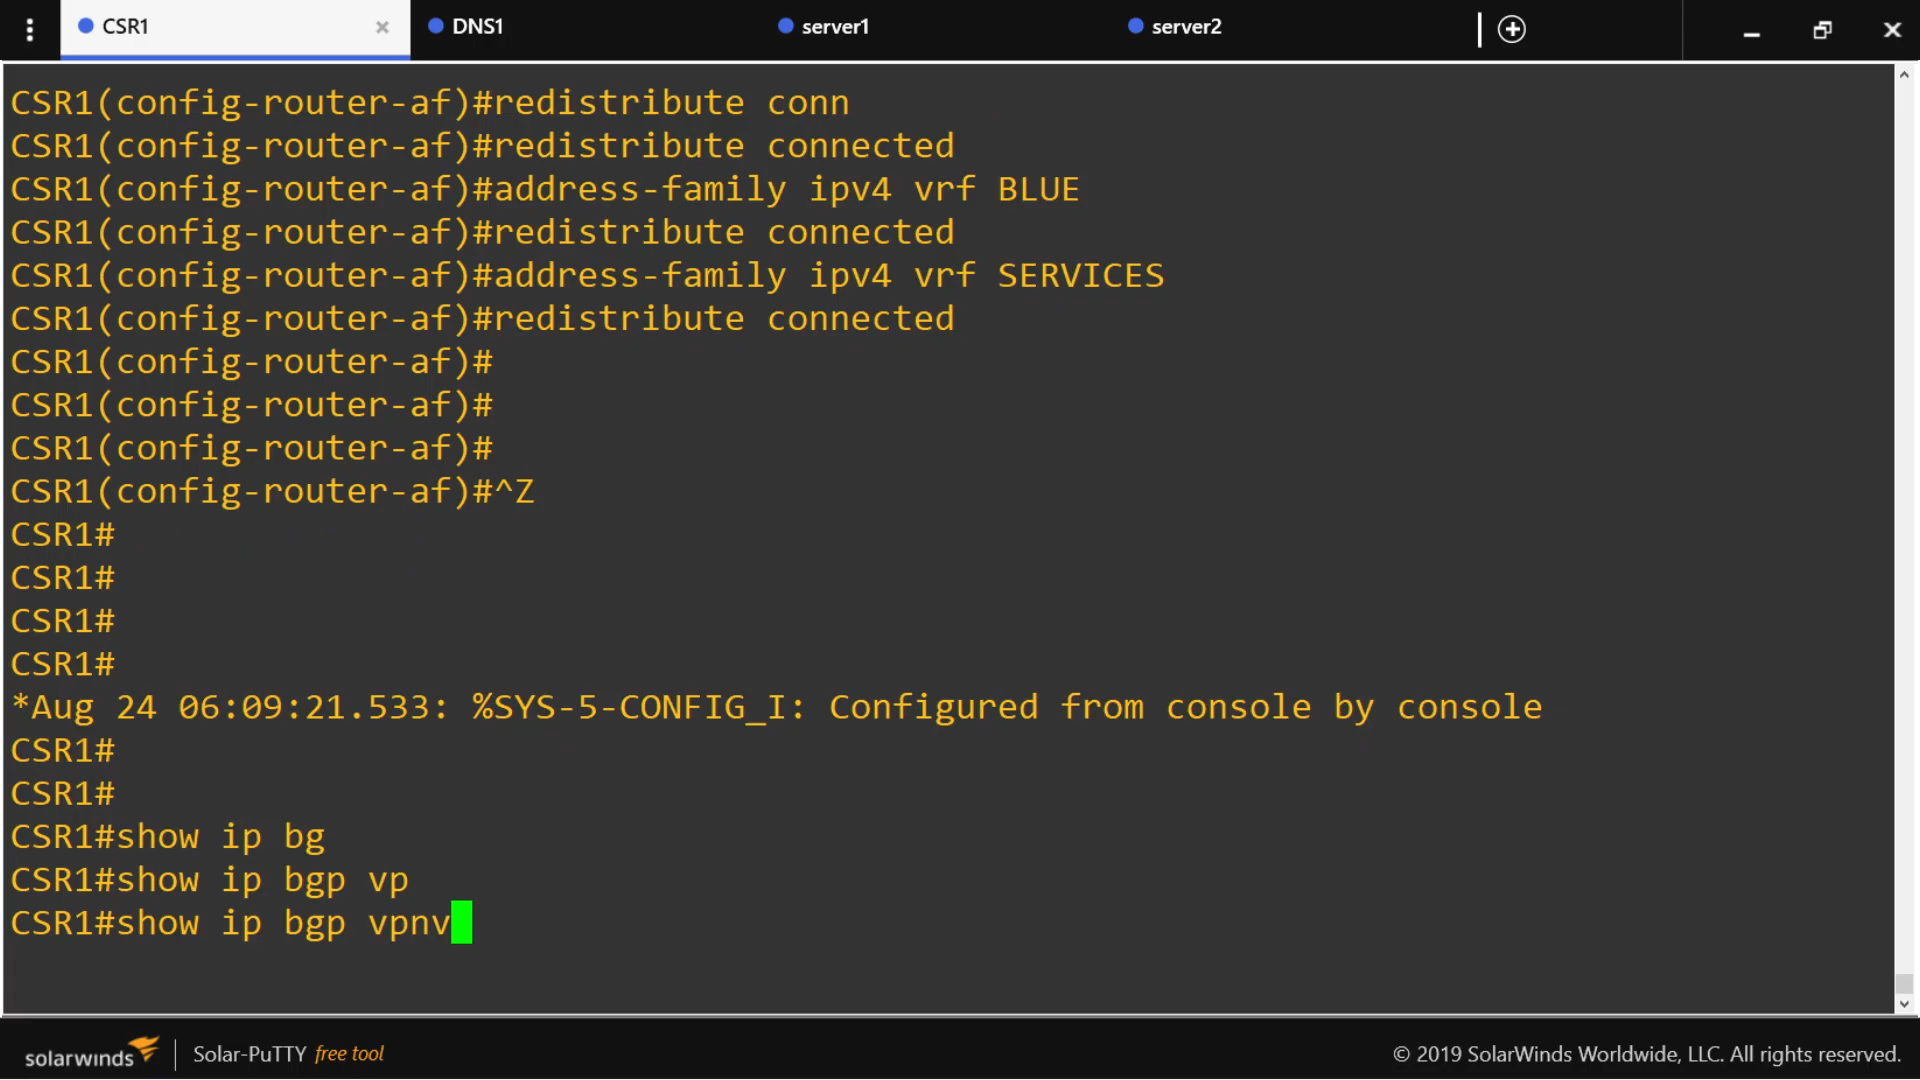 CSR1
DNS1
server1
server2
CSR1(config-router-af)#redistribute conn
CSR1(config-router-af)#redistribute connected
CSR1(config-router-af)#address-family ipv4 vrf BLUE
CSR1(config-router-af)#redistribute connected
CSR1(config-router-af)#address-family ipv4 vrf SERVICES
CSR1(config-router-af)#redistribute connected
CSR1(config-router-af)#
CSR1(config-router-af)#
CSR1(config-router-af)#
CSR1(config-router-af)#^Z
CSR1#
CSR1#
CSR1#
CSR1#
*Aug 24 06:09:21.533: %SYS-5-CONFIG_I: Configured from console by console
CSR1#
CSR1#
CSR1#show ip bg
CSR1#show ip bgp vp
CSR1#show ip bgp vpnv
solarwinds
Solar-PuTTY free tool
© 2019 SolarWinds Worldwide, LLC. All rights reserved.